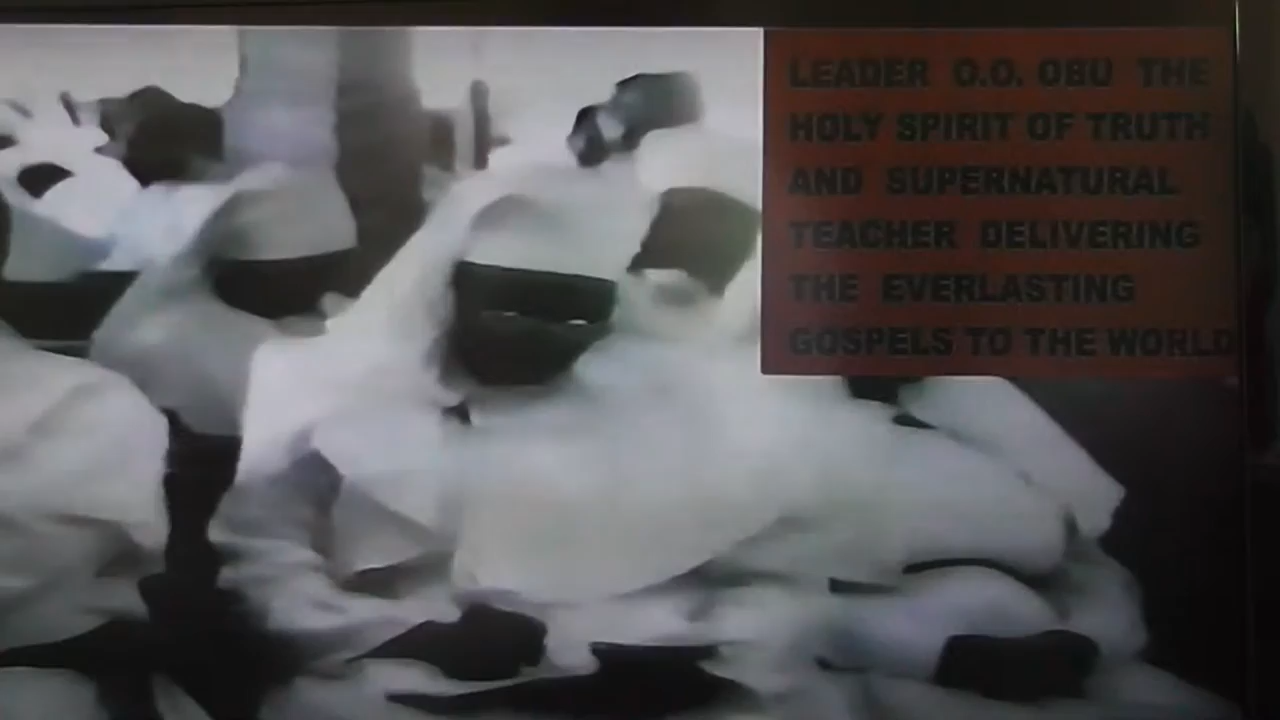 LEADER O.O. OBU THE
HOLY SPIRIT OF TRUTH
AND SUPERNATURAL
TEACHER DELIVERING
THE EVERLASTING
GOSPELS TO THE WORLD